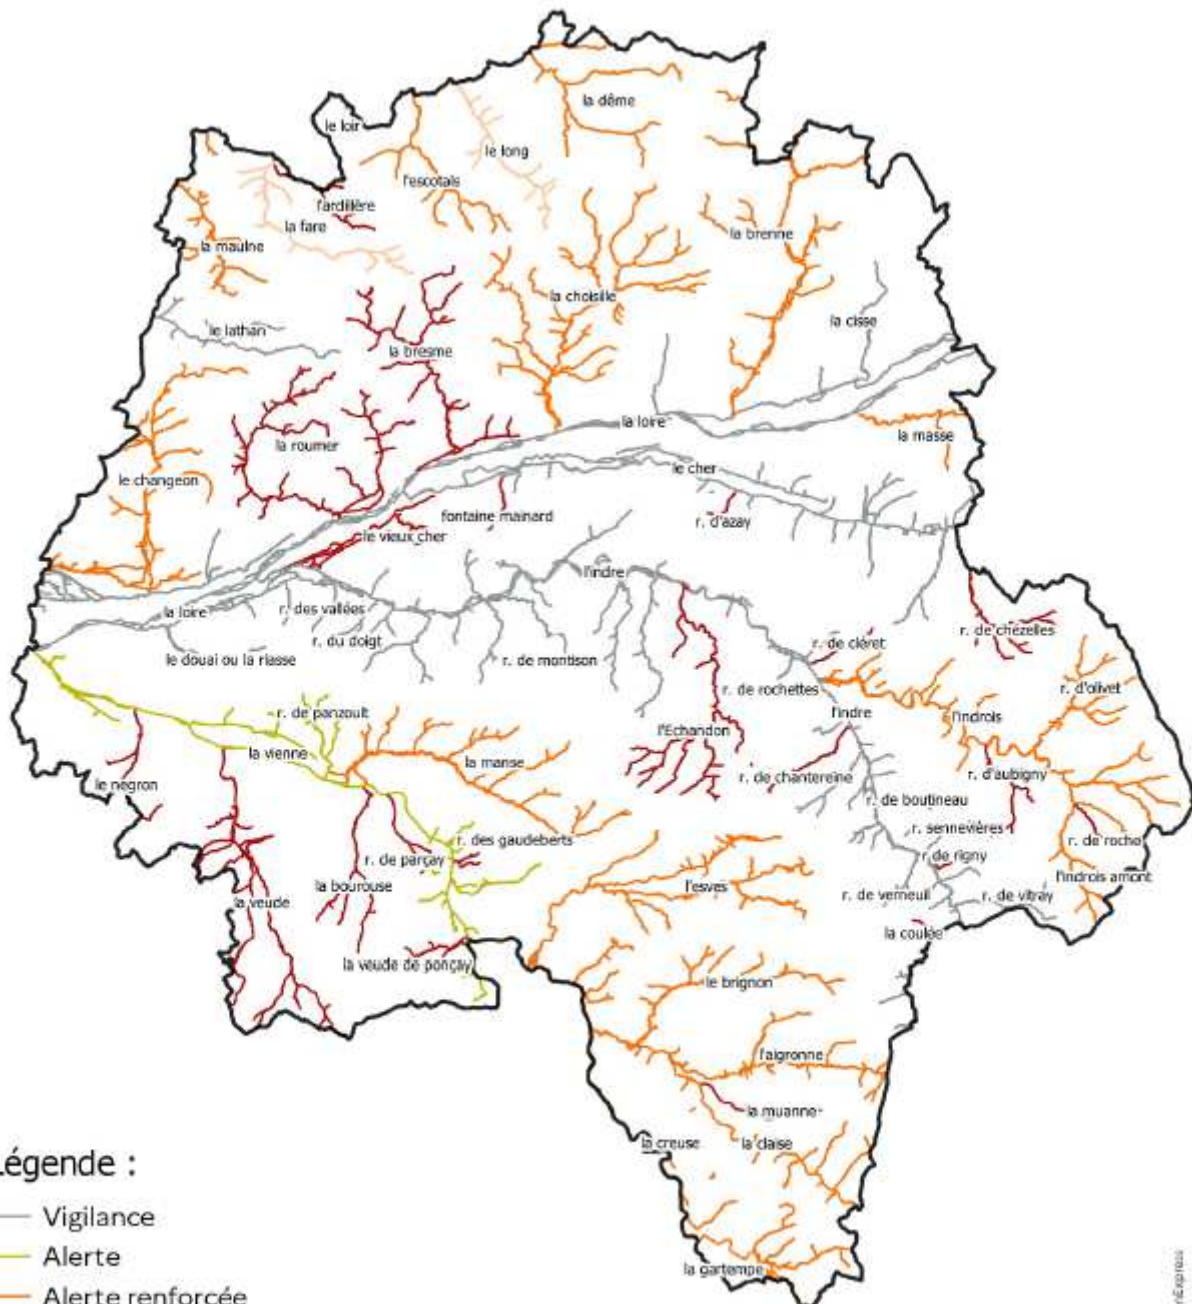 la dême
le loir
le long
l'escotais
l'ardillère
la fare
la brenne
la maulne
la choisille
la cisse
le lathan
la bresme
la loire
la masse
la roumer
le cher
le changeon
fontaine mainard
r. d'azay
le vieux cher
l'indre
la loire
r. des vallées
r. du doigt
r. de chézelles
r. de cléret
le douai ou la riasse
r. de montison
r. de rochettes
r. d'olivet
r. de panzoult
l'indre
l'indrois
l'Echandon
la vienne
la manse
r. de chantereine
r. d'aubigny
le négron
r. de boutineau
r. sennevières
r. des gaudeberts
r. de roche
r. de parçay
r. de rigny
la bourouse
l'esves
l'indrois amont
r. de verneuil
r. de vitray
la veude
la coulée
la veude de ponçay
le brignon
l'aigronne
la muanne
la creuse
la claise
Légende :
Vigilance
Alerte
la gartempe
Alerte renforcée